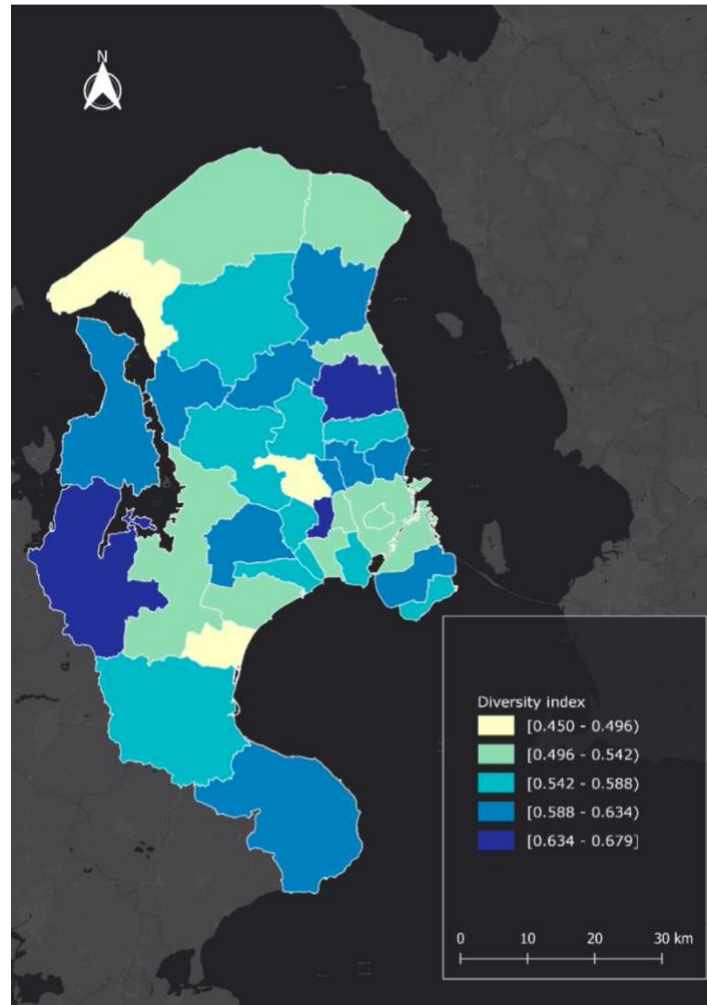 N
Diversity index
[0.450 - 0.496)
[0.496 - 0.542)
[0.542 - 0.588)
[0.588 - 0.634)
[0.634 - 0.679]
0 10 20 30 km